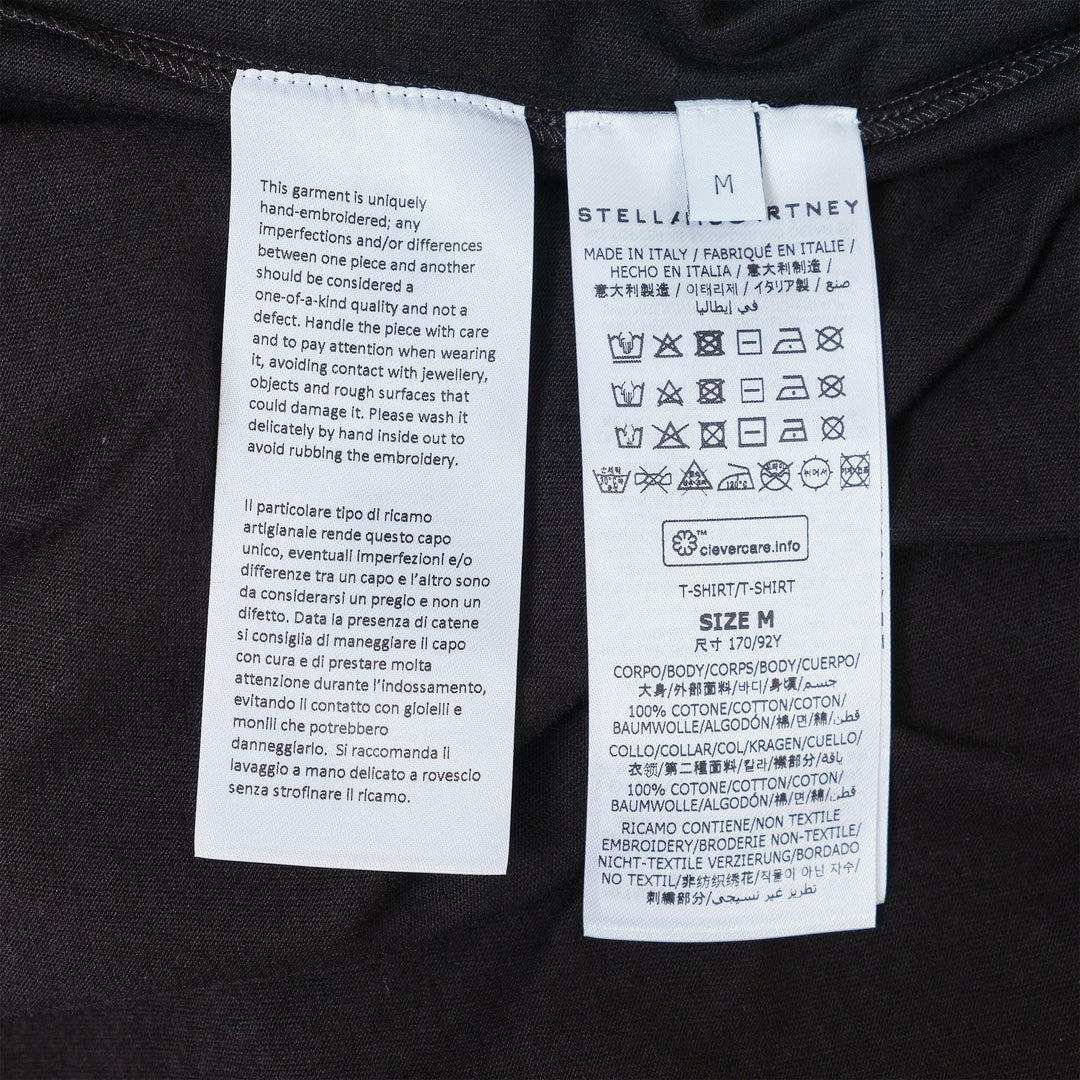 This garment is uniquely
hand-embroidered; any
imperfections and/or differences
between one piece and another
should be considered a
one-of-a-kind quality and not a
defect. Handle the piece with care
and to pay attention when wearing
it, avoiding contact with jewellery,
objects and rough surfaces that
could damage it. Please wash it
delicately by hand inside out to
avoid rubbing the embroidery.
Il particolare tipo di ricamo
artigianale rende questo capo
unico, eventuali imperfezioni e/o
differenze tra un capo e l'altro sono
da considerarsi un pregio e non un
difetto. Data la presenza di catene
si consiglia di maneggiare il capo
con cura e di prestare molta
attenzione durante l'indossamento,
evitando il contatto con gioielli e
monili che potrebbero
danneggiarlo. Si raccomanda il
lavaggio a mano delicato a rovescio
senza strofinare il ricamo.
M
MADE IN ITALY / FABRIQUÉ EN ITALIE /
HECHO EN ITALIA / 意大利制造 /
意大利製造 / 이태리제 / イタリア製 / صنع
في إيطاليا
120°C
뉘어서
™
clevercare.info
T-SHIRT/T-SHIRT
SIZE M
尺寸 170/92Y
CORPO/BODY/CORPS/BODY/CUERPO/
大身/外部面料/바디/身頃/جسم
100% COTONE/COTTON/COTON/
BAUMWOLLE/ALGODÓN/棉/면/綿/قطن
COLLO/COLLAR/COL/KRAGEN/CUELLO/
衣领/第二種面料/칼라/襟部分/ياقة
100% COTONE/COTTON/COTON/
BAUMWOLLE/ALGODÓN/棉/면/綿/قطن
RICAMO CONTIENE/NON TEXTILE
EMBROIDERY/BRODERIE NON-TEXTILE/
NICHT-TEXTILE VERZIERUNG/BORDADO
NO TEXTIL/非纺织绣花/직물이 아닌 자수/
刺繍部分/تطريز غير نسيجي